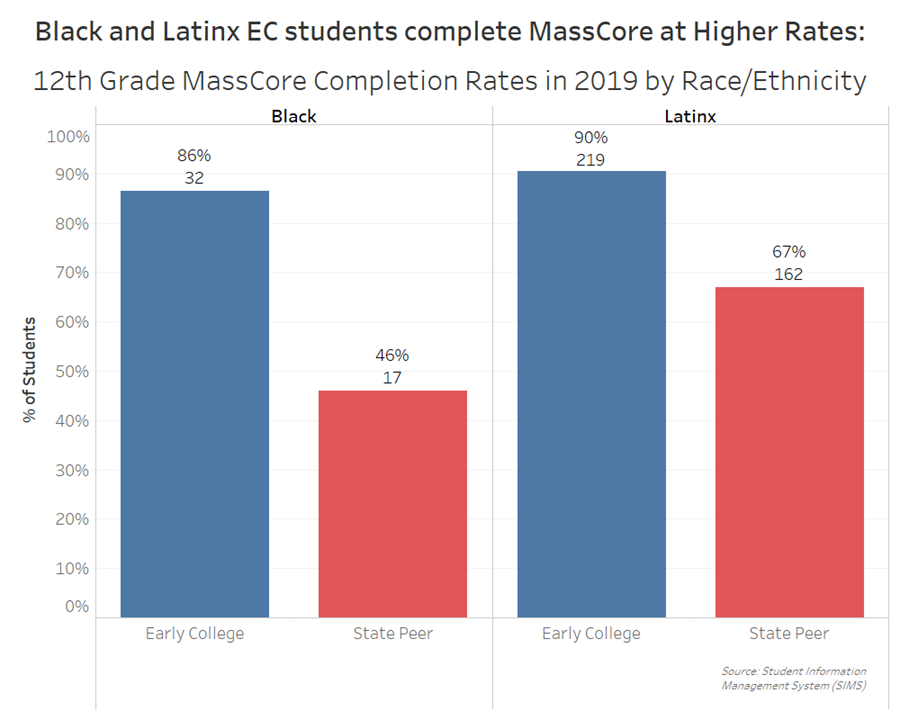 Black and Latinx EC students complete MassCore at Higher Rates:
12th Grade MassCore Completion Rates in 2019 by Race/Ethnicity
Black
Latinx
% of Students
100%
90%
80%
70%
60%
50%
40%
30%
20%
10%
0%
86%
32
46%
17
90%
219
67%
162
Early College
State Peer
Early College
State Peer
Source: Student Information
Management System (SIMS)